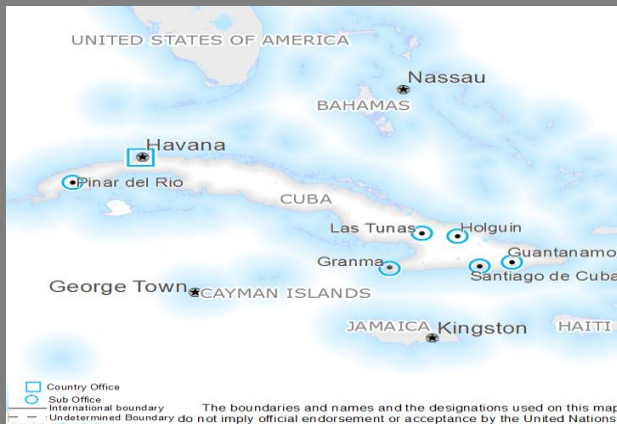 UNITED STATES OF AMERICA
Nassau
BAHAMAS
Havana
Pinar del Rio
CUBA
Las Tunas
Holguin
Granma
Guantanamo
Santiago de Cuba
George Town
CAYMAN ISLANDS
JAMAICA
Kingston
HAITI
Country Office
Sub Office
International boundary
Undetermined Boundary
The boundaries and names and the designations used on this map
do not imply official endorsement or acceptance by the United Nations